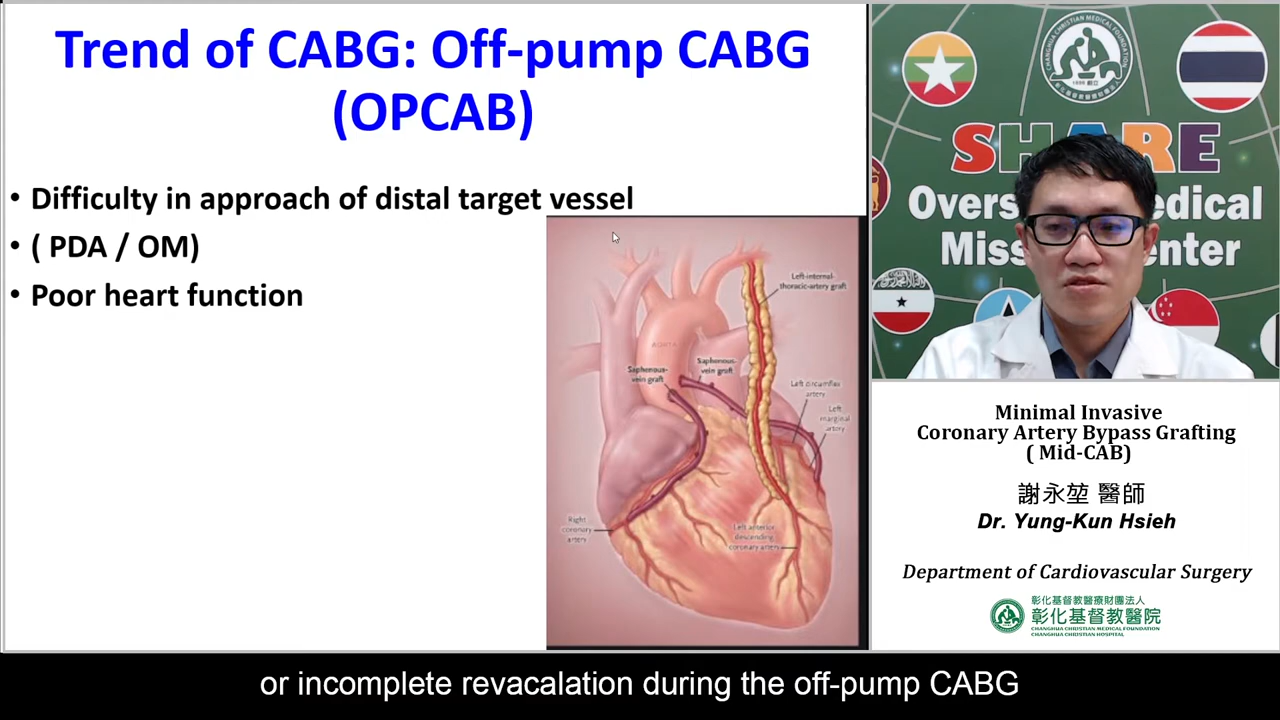 Trend of CABG: Off-pump CABG
(OPCAB)
• Difficulty in approach of distal target vessel
• ( PDA / OM)
• Poor heart function
Left-internal-
thoracic-artery graft
AORTA
Saphenous-
vein graft
Saphenous-
vein graft
Left circumflex
artery
Left
marginal
artery
Right
coronary
artery
Left anterior
descending
coronary artery
SHARE
Overs edical
Miss enter
Minimal Invasive
Coronary Artery Bypass Grafting
( Mid-CAB)
謝永堃 醫師
Dr. Yung-Kun Hsieh
Department of Cardiovascular Surgery
彰化基督教醫療財團法人
彰化基督教醫院
CHANGHUA CHRISTIAN MEDICAL FOUNDATION
CHANGHUA CHRISTIAN HOSPITAL
or incomplete revacalation during the off-pump CABG